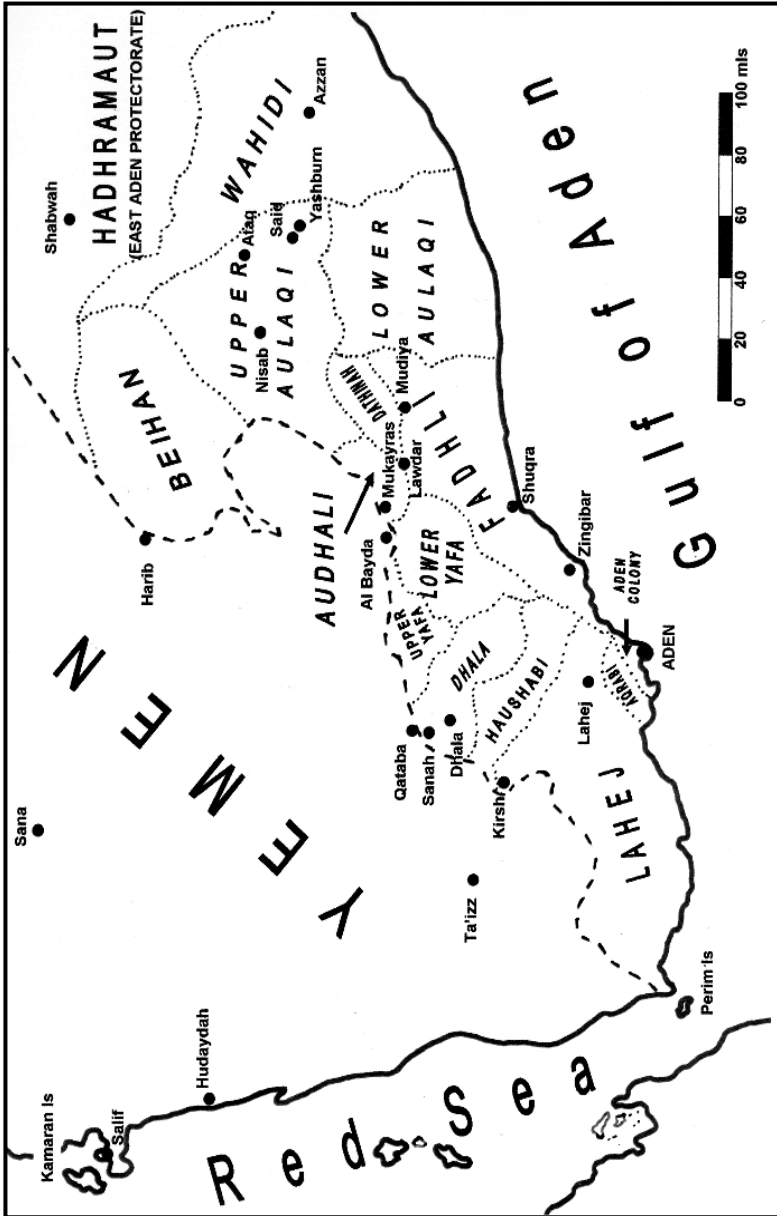 Kamaran Is
Salif
Hudaydah
Sana
YEMEN
Harib
BEIHAN
Shabwah
HADHRAMAUT
(EAST ADEN PROTECTORATE)
WAHIDI
Azzan
Ataq
Said
Yashbum
UPPER
Nisab
AULAQI
LOWER
AULAQI
DATHINAH
Mudiya
AUDHALI
Mukayras
Lawdar
Al Bayda
UPPER
YAFA
LOWER
YAFA
FADHLI
Shuqra
Zingibar
Qataba
Sanah
Dhala
DHALA
HAUSHABI
Kirsh
Ta'izz
Lahej
LAHEJ
AQRABI
ADEN
COLONY
ADEN
Perim Is
Red Sea
Gulf of Aden
0 20 40 60 80 100 mls